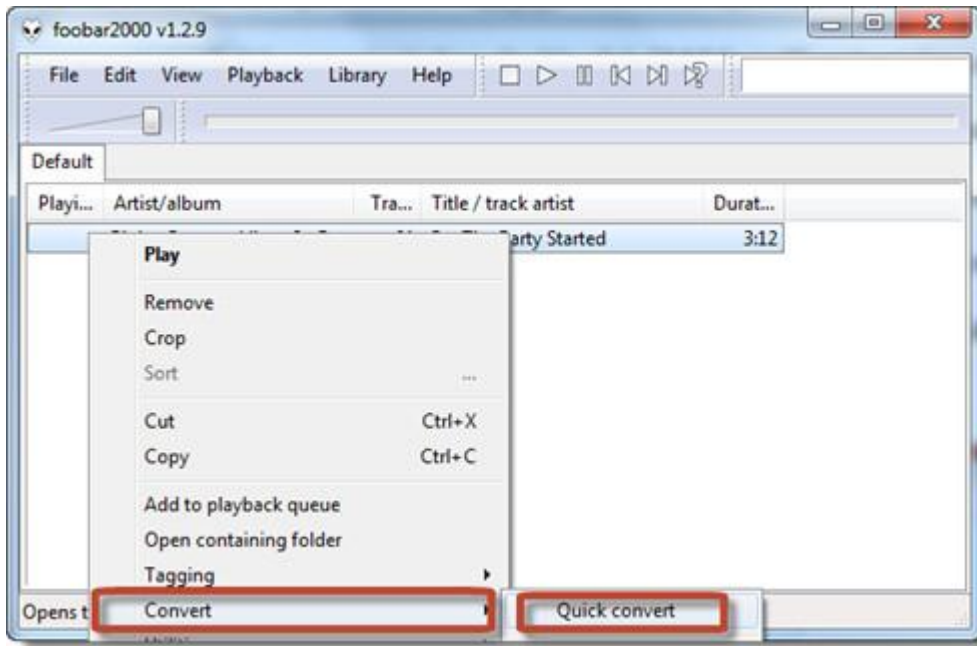 foobar2000 v1.2.9
File Edit View Playback Library Help
Default
Playi... Artist/album Tra... Title / track artist Durat...
arty Started 3:12
Play
Remove
Crop
Sort ...
Cut Ctrl+X
Copy Ctrl+C
Add to playback queue
Open containing folder
Tagging
Opens t Convert Quick convert